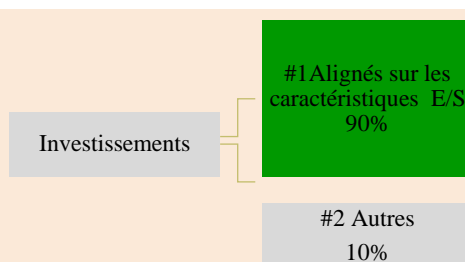 Investissements
#1Alignés sur les
caractéristiques E/S
90%
#2 Autres
10%